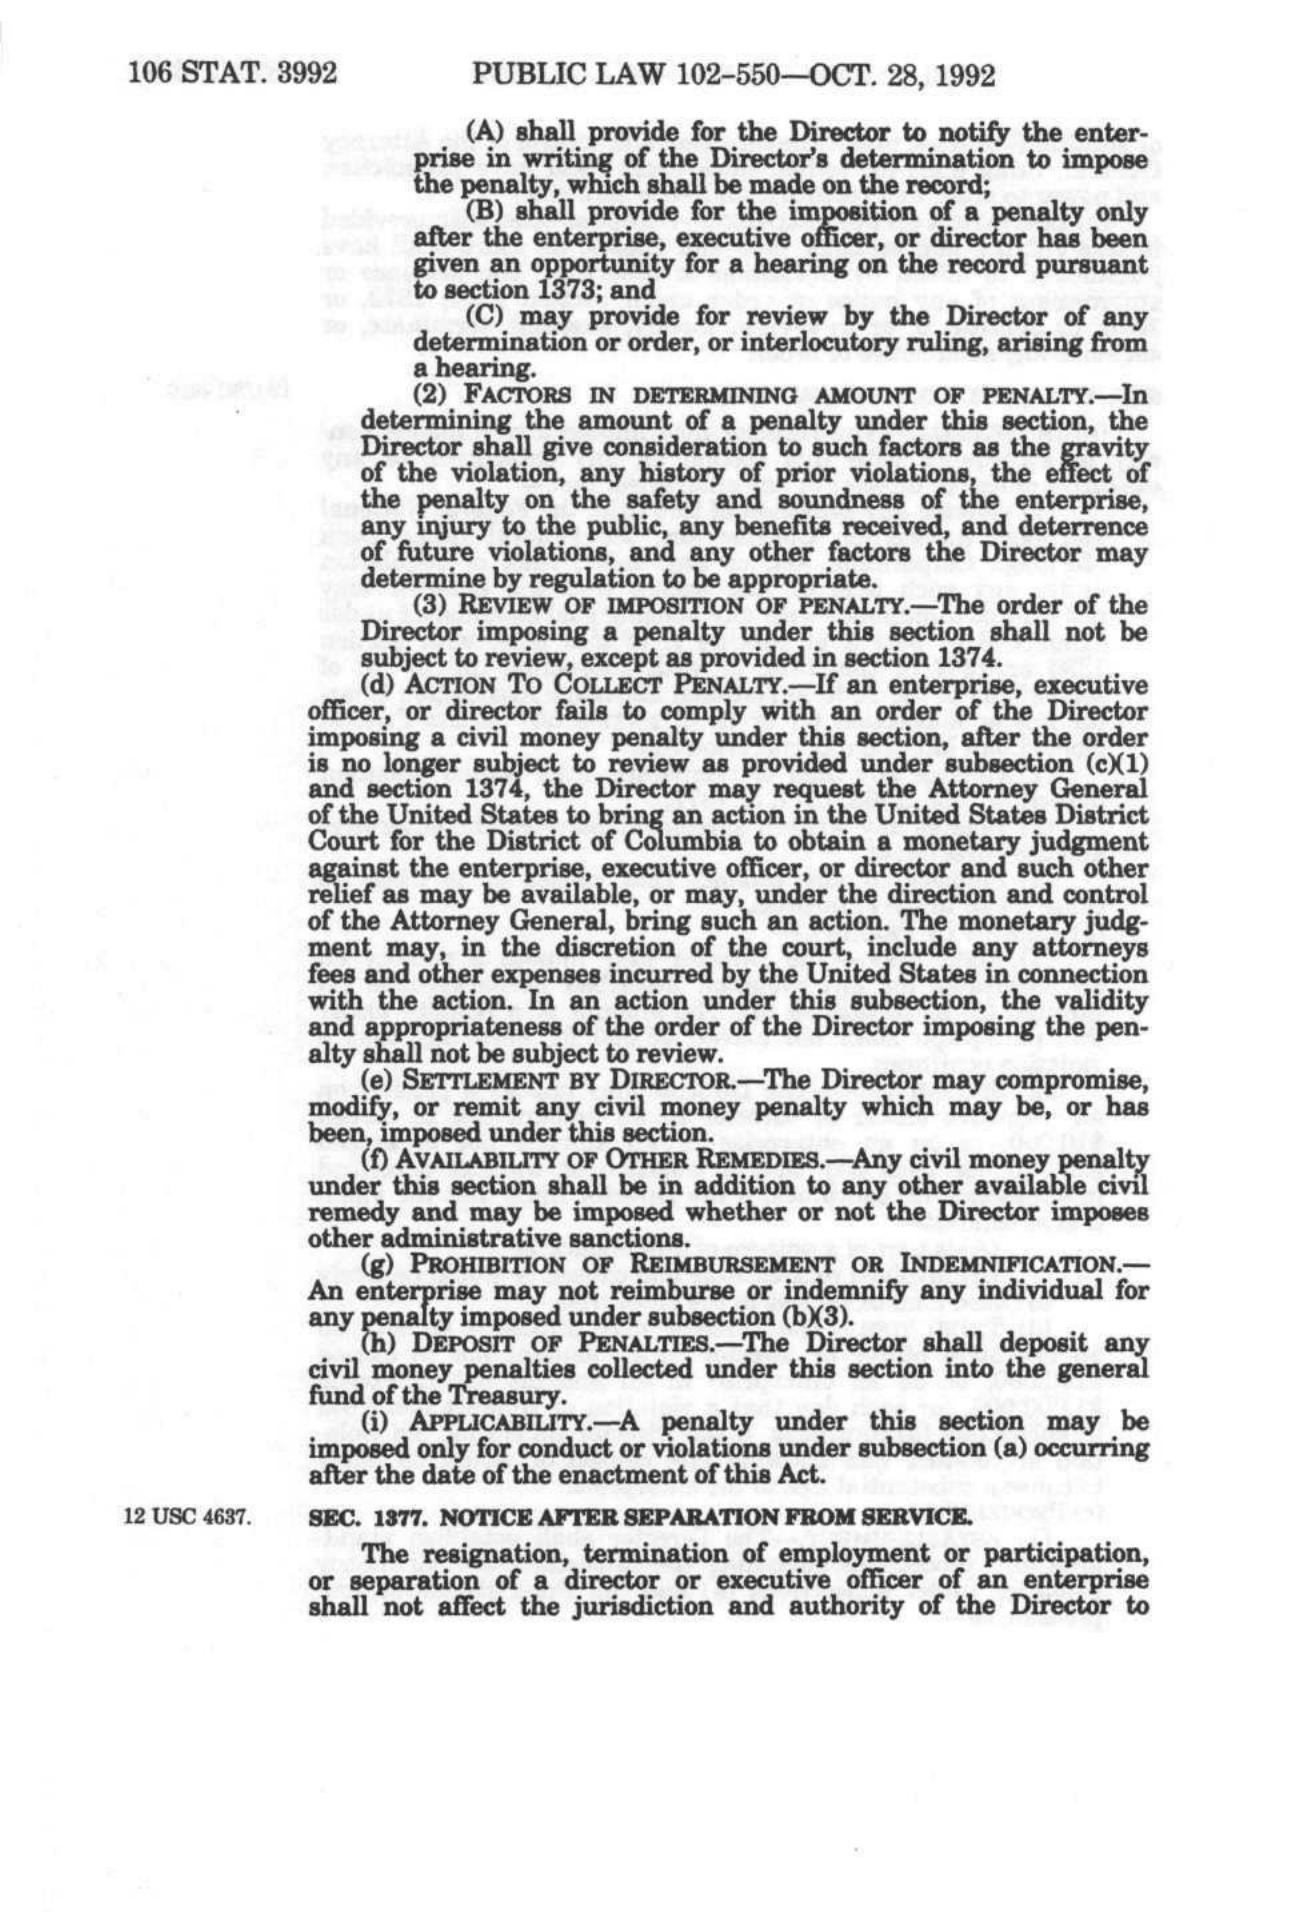 106 STAT. 3992 PUBLIC LAW 102-550—OCT. 28, 1992
(A) shall provide for the Director to notify the enter-
prise in writing of the Director's determination to impose
the penalty, which shall be made on the record;
(B) shall provide for the imposition of a penalty only
after the enterprise, executive officer, or director has been
given an opportunity for a hearing on the record pursuant
to section 1373; and
(C) may provide for review by the Director of any
determination or order, or interlocutory ruling, arising from
a hearing.
(2) FACTORS IN DETERMINING AMOUNT OF PENALTY.—In
determining the amount of a penalty under this section, the
Director shall give consideration to such factors as the gravity
of the violation, any history of prior violations, the effect of
the penalty on the safety and soundness of the enterprise,
any injury to the public, any benefits received, and deterrence
of future violations, and any other factors the Director may
determine by regulation to be appropriate.
(3) REVIEW OF IMPOSITION OF PENALTY.—The order of the
Director imposing a penalty under this section shall not be
subject to review, except as provided in section 1374.
(d) ACTION TO COLLECT PENALTY.—If an enterprise, executive
officer, or director fails to comply with an order of the Director
imposing a civil money penalty under this section, after the order
is no longer subject to review as provided under subsection (c)(1)
and section 1374, the Director may request the Attorney General
of the United States to bring an action in the United States District
Court for the District of Columbia to obtain a monetary judgment
against the enterprise, executive officer, or director and such other
relief as may be available, or may, under the direction and control
of the Attorney General, bring such an action. The monetary judg-
ment may, in the discretion of the court, include any attorneys
fees and other expenses incurred by the United States in connection
with the action. In an action under this subsection, the validity
and appropriateness of the order of the Director imposing the pen-
alty shall not be subject to review.
(e) SETTLEMENT BY DIRECTOR.—The Director may compromise,
modify, or remit any civil money penalty which may be, or has
been, imposed under this section.
(f) AVAILABILITY OF OTHER REMEDIES.—Any civil money penalty
under this section shall be in addition to any other available civil
remedy and may be imposed whether or not the Director imposes
other administrative sanctions.
(g) PROHIBITION OF REIMBURSEMENT OR INDEMNIFICATION.—
An enterprise may not reimburse or indemnify any individual for
any penalty imposed under subsection (b)(3).
(h) DEPOSIT OF PENALTIES.—The Director shall deposit any
civil money penalties collected under this section into the general
fund of the Treasury.
(i) APPLICABILITY.—A penalty under this section may be
imposed only for conduct or violations under subsection (a) occurring
after the date of the enactment of this Act.
12 USC 4637. SEC. 1377. NOTICE AFTER SEPARATION FROM SERVICE.
The resignation, termination of employment or participation,
or separation of a director or executive officer of an enterprise
shall not affect the jurisdiction and authority of the Director to